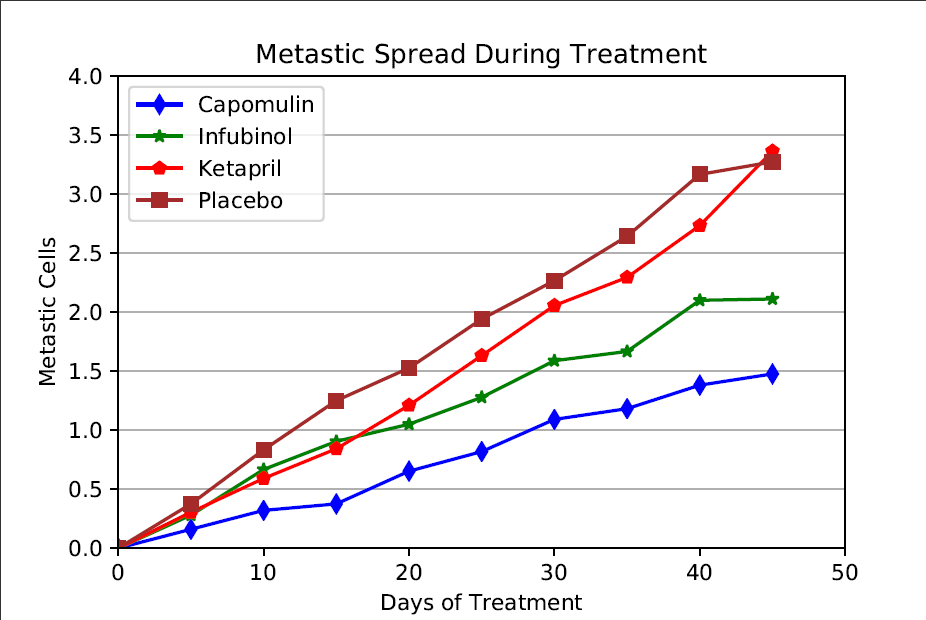 Metastic Spread During Treatment
4.0
3.5
3.0
2.5
2.0
1.5
1.0
0.5
0.0
Metastic Cells
Capomulin
Infubinol
Ketapril
Placebo
0 10 20 30 40 50
Days of Treatment